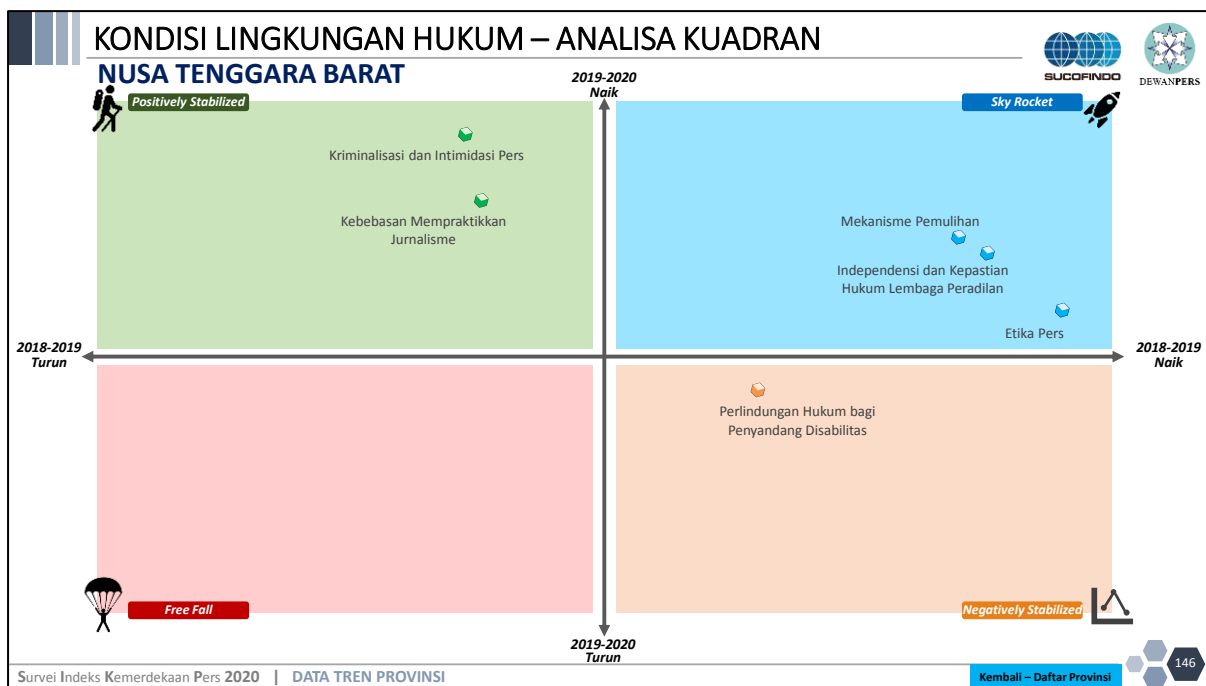 KONDISI LINGKUNGAN HUKUM – ANALISA KUADRAN
NUSA TENGGARA BARAT
SUCOFINDO
DEWANPERS
2019-2020
Naik
Positively Stabilized
Sky Rocket
Kriminalisasi dan Intimidasi Pers
Kebebasan Mempraktikkan
Jurnalisme
Mekanisme Pemulihan
Independensi dan Kepastian
Hukum Lembaga Peradilan
Etika Pers
2018-2019
Turun
2018-2019
Naik
Perlindungan Hukum bagi
Penyandang Disabilitas
Free Fall
Negatively Stabilized
2019-2020
Turun
Survei Indeks Kemerdekaan Pers 2020 | DATA TREN PROVINSI
Kembali – Daftar Provinsi
146